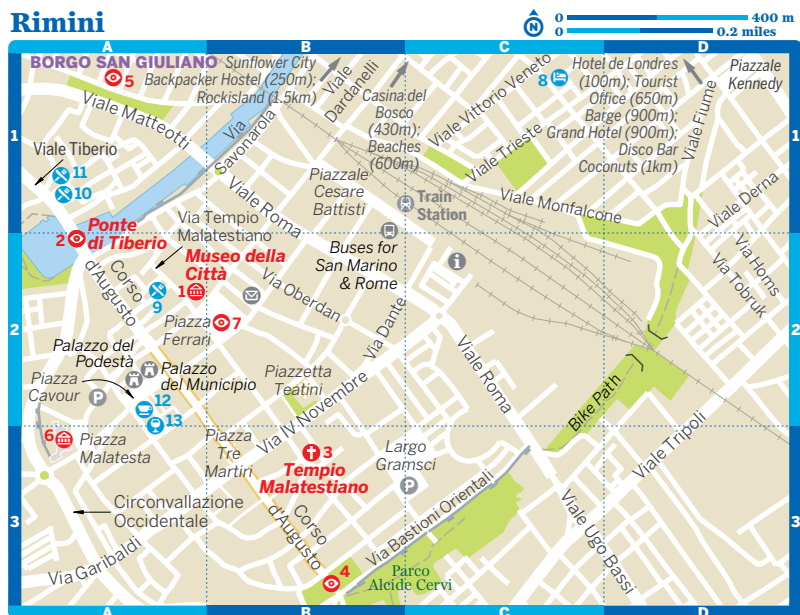 Rimini
N
0 400 m
0 0.2 miles
A B C D
1
2
3
BORGO SAN GIULIANO
5
Sunflower City
Backpacker Hostel (250m);
Rockisland (1.5km)
Viale
Dardanelli
Casina del
Bosco
(430m);
Beaches
(600m)
Viale Vittorio Veneto
8
Hotel de Londres
(100m); Tourist
Office (650m)
Barge (900m);
Grand Hotel (900m);
Disco Bar
Coconuts (1km)
Viale Fiume
Piazzale
Kennedy
Viale Matteotti
Via
Savonarola
Viale Trieste
Viale Tiberio
11
10
Piazzale
Cesare
Battisti
Train
Station
Viale Monfalcone
Viale Derna
Via Homs
Via Tobruk
2
Ponte
di Tiberio
Via Tempio
Malatestiano
Viale Roma
Buses for
San Marino
& Rome
i
Corso
d'Augusto
Museo della
Città
1
9
Via Oberdan
Piazza
Ferrari
7
Via Dante
Viale Roma
Palazzo del
Podestà
Palazzo
del Municipio
Piazza
Cavour
P
12
13
Piazzetta
Teatini
Via IV Novembre
Bike Path
Viale Tripoli
6
Piazza
Malatesta
Piazza
Tre
Martiri
3
Tempio
Malatestiano
Largo
Gramsci
P
Circonvallazione
Occidentale
Corso
d'Augusto
Via Bastioni Orientali
Viale Ugo Bassi
Via Garibaldi
4
Parco
Alcide Cervi
1
2
3
A B C D